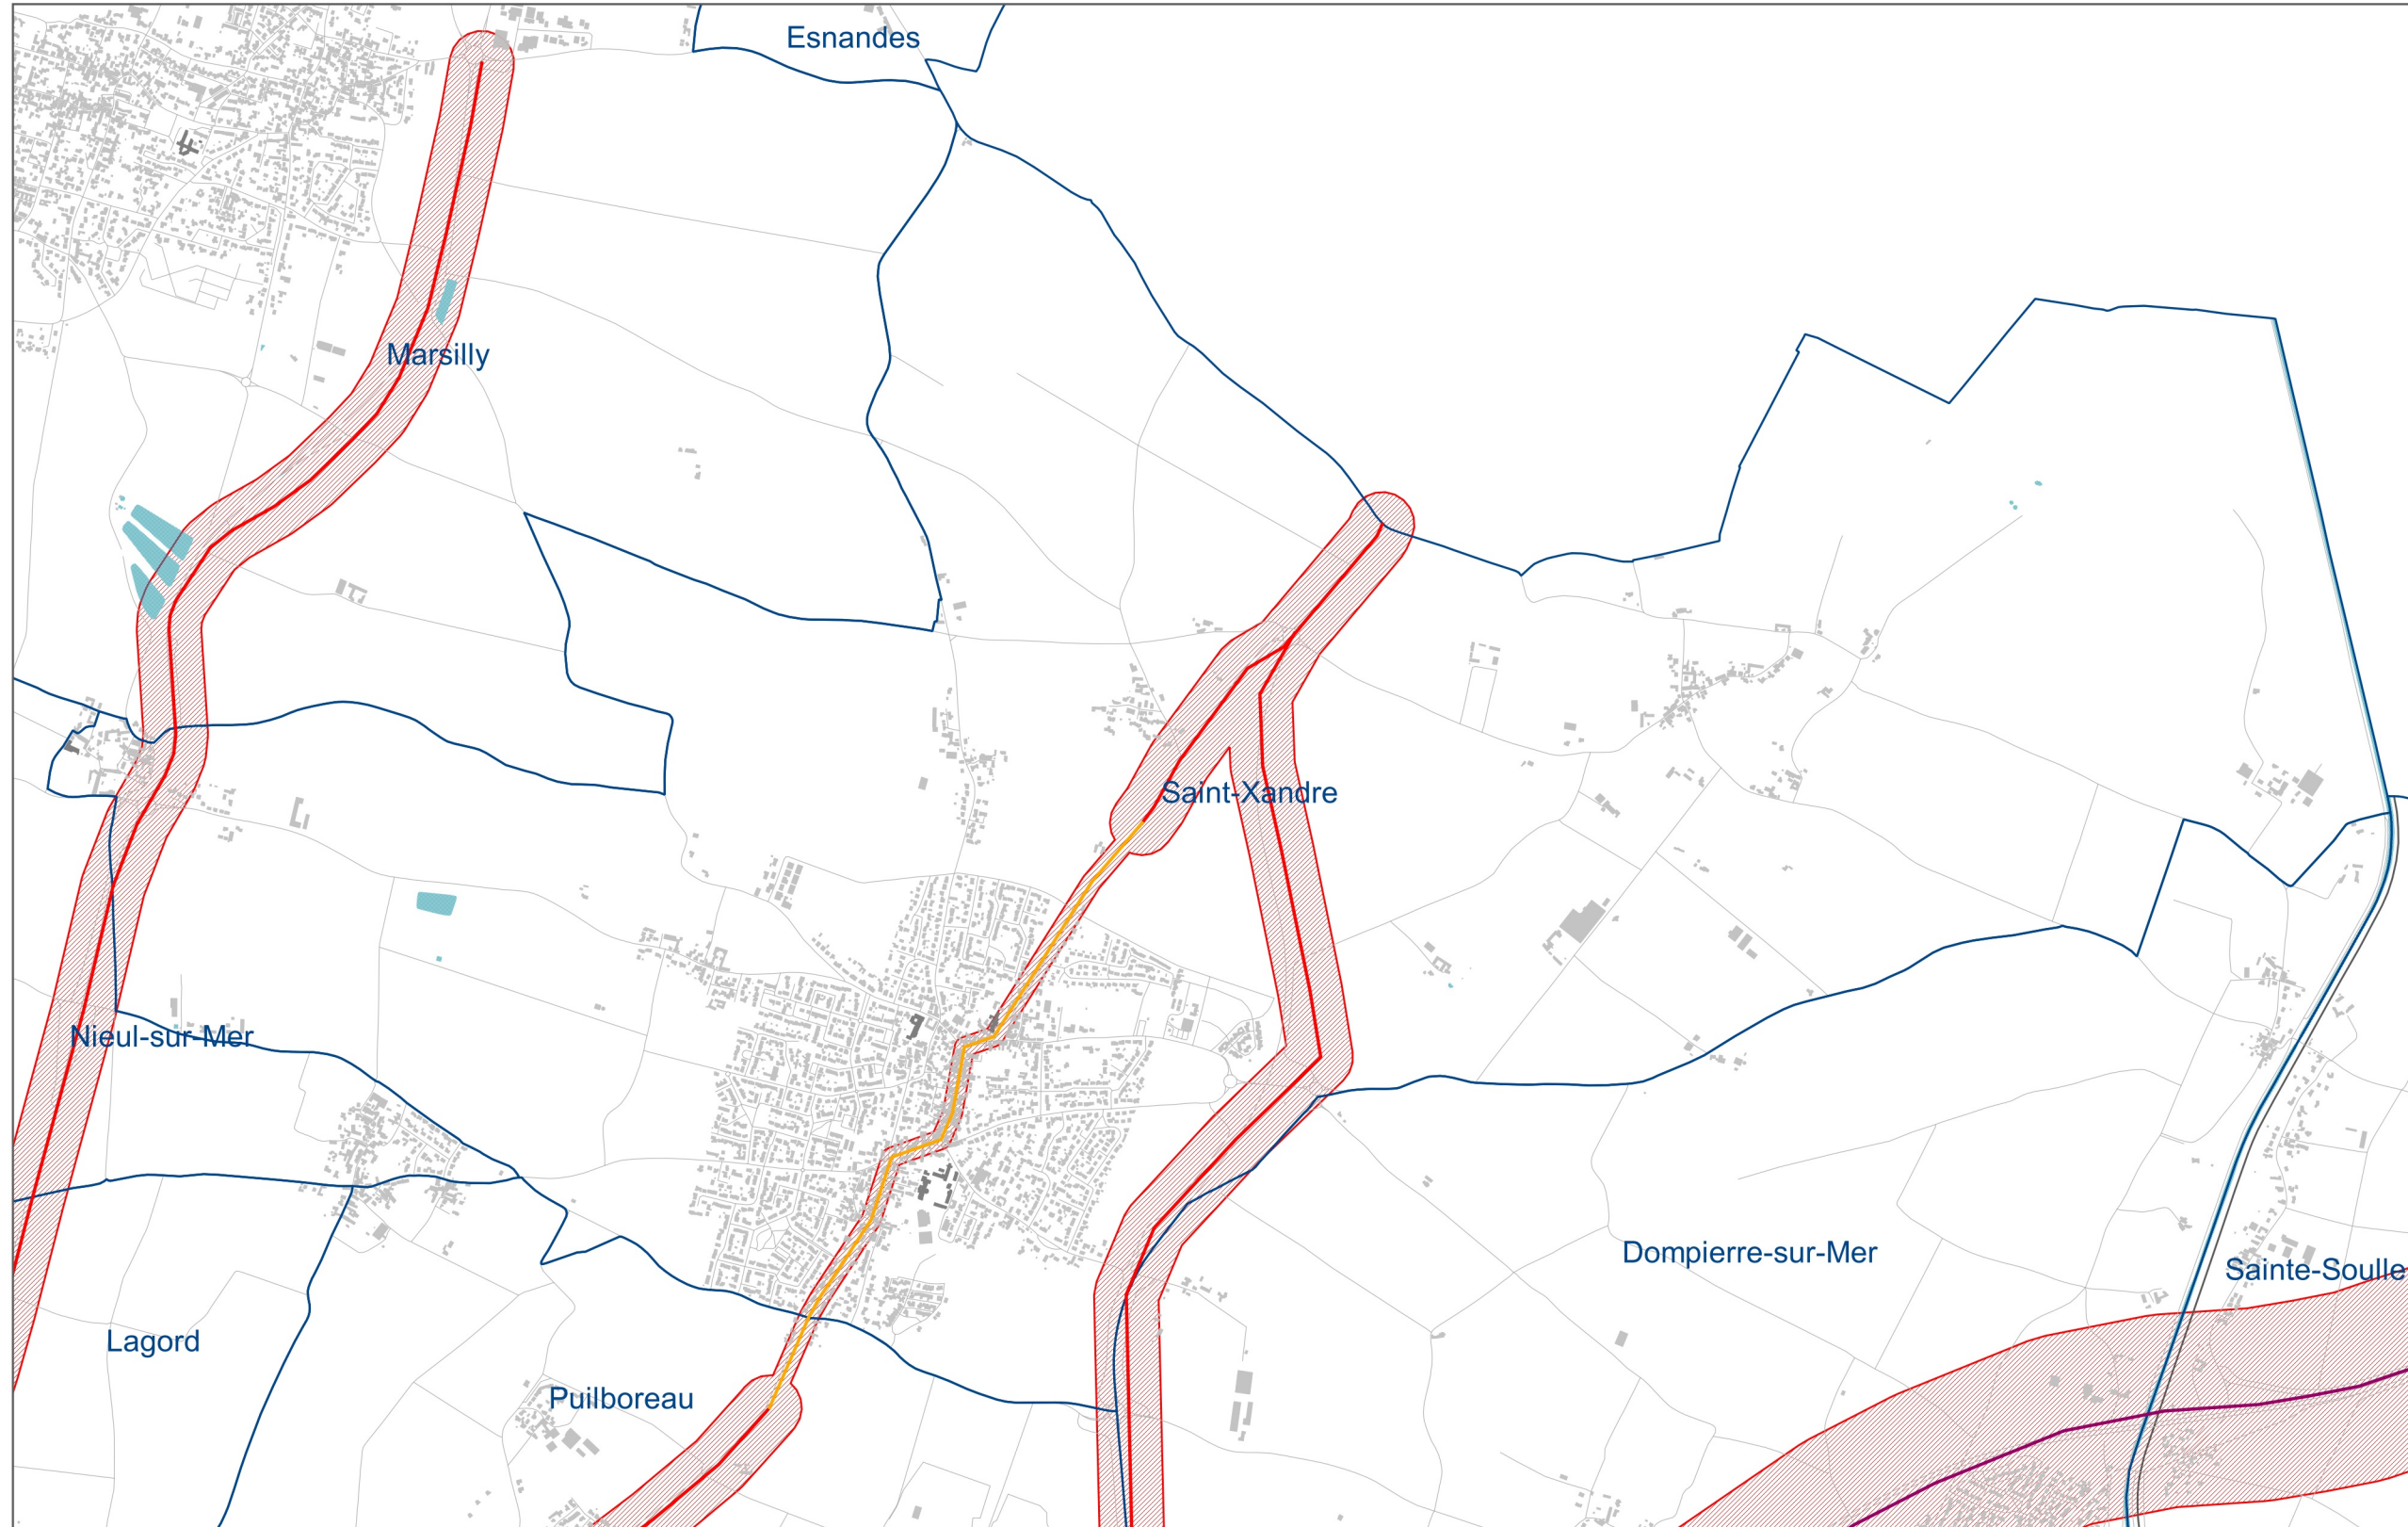 Esnandes
Marsilly
Saint-Xandre
Nieul-sur-Mer
Dompierre-sur-Mer
Sainte-Soulle
Lagord
Puilboreau